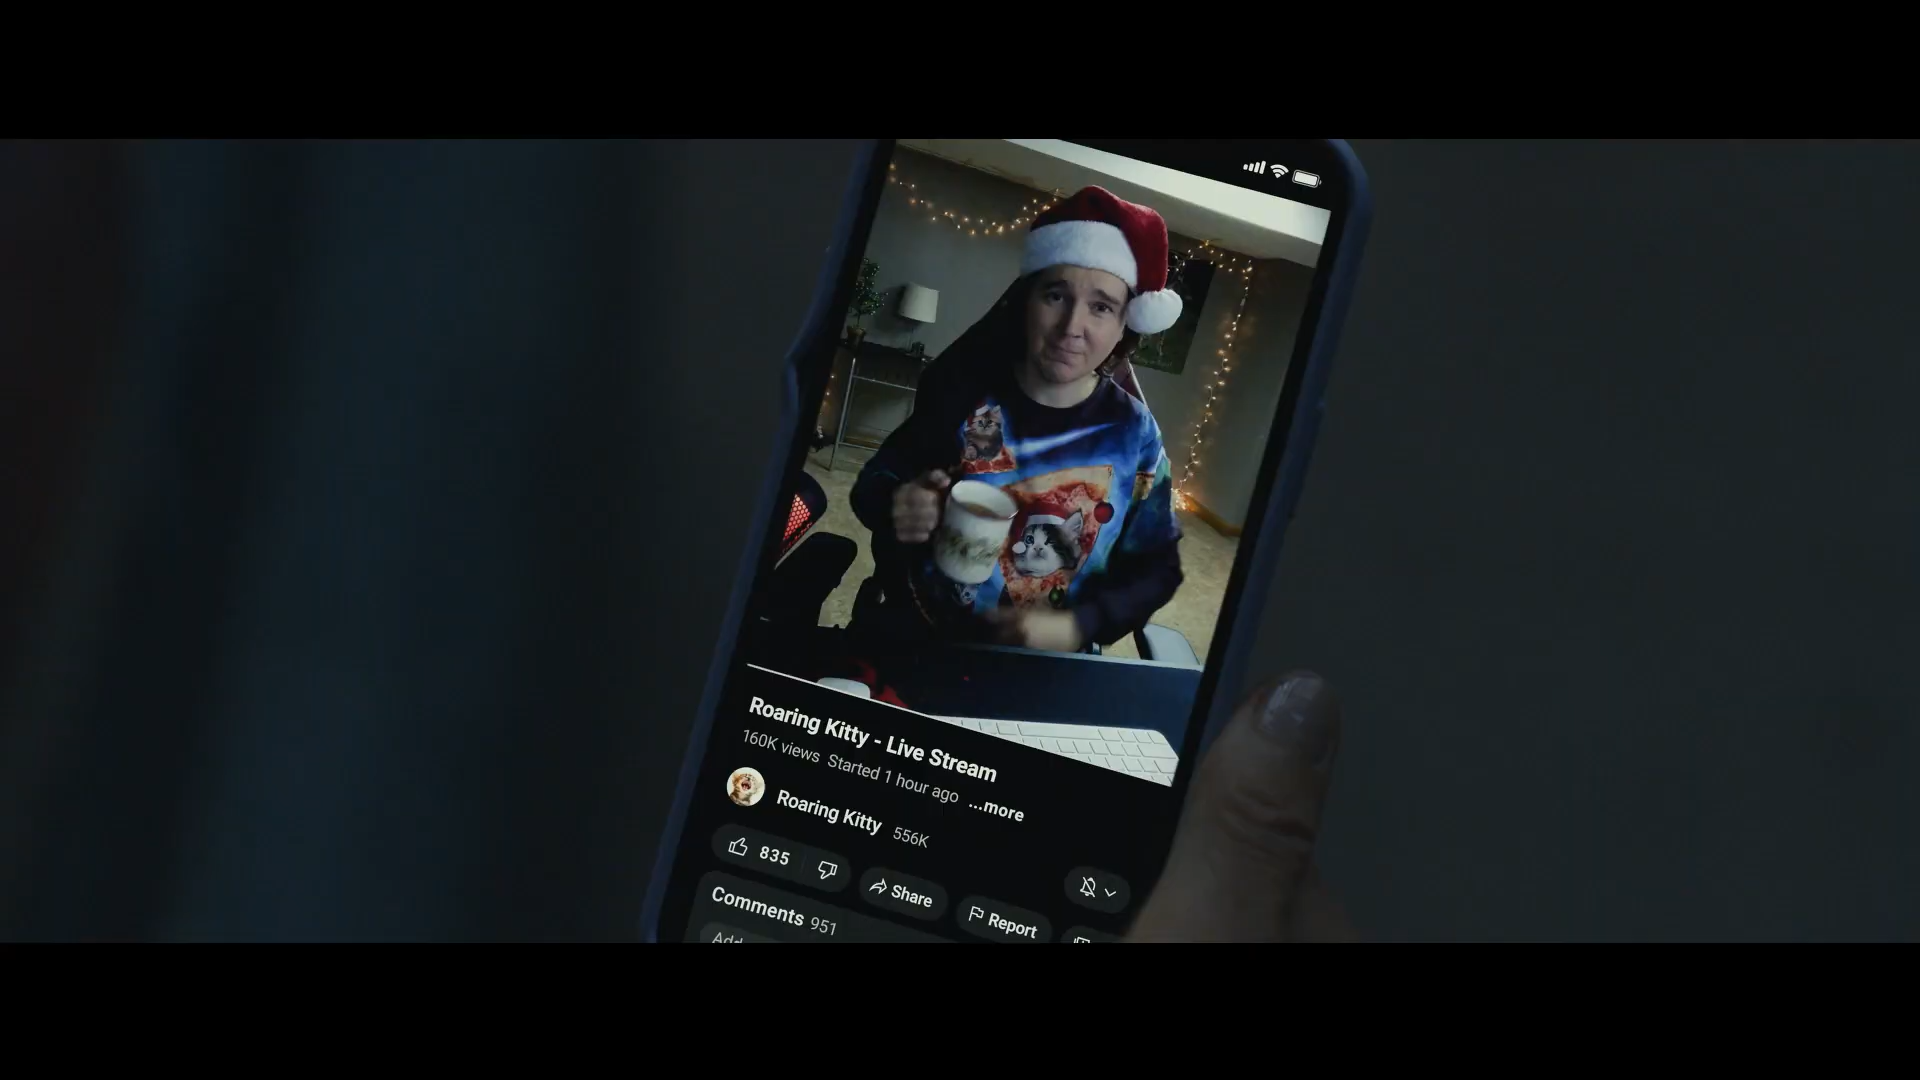 Roaring Kitty - Live Stream
160K views Started 1 hour ago ...more
Roaring Kitty 556K
835
Share
Report
Comments 951
Add